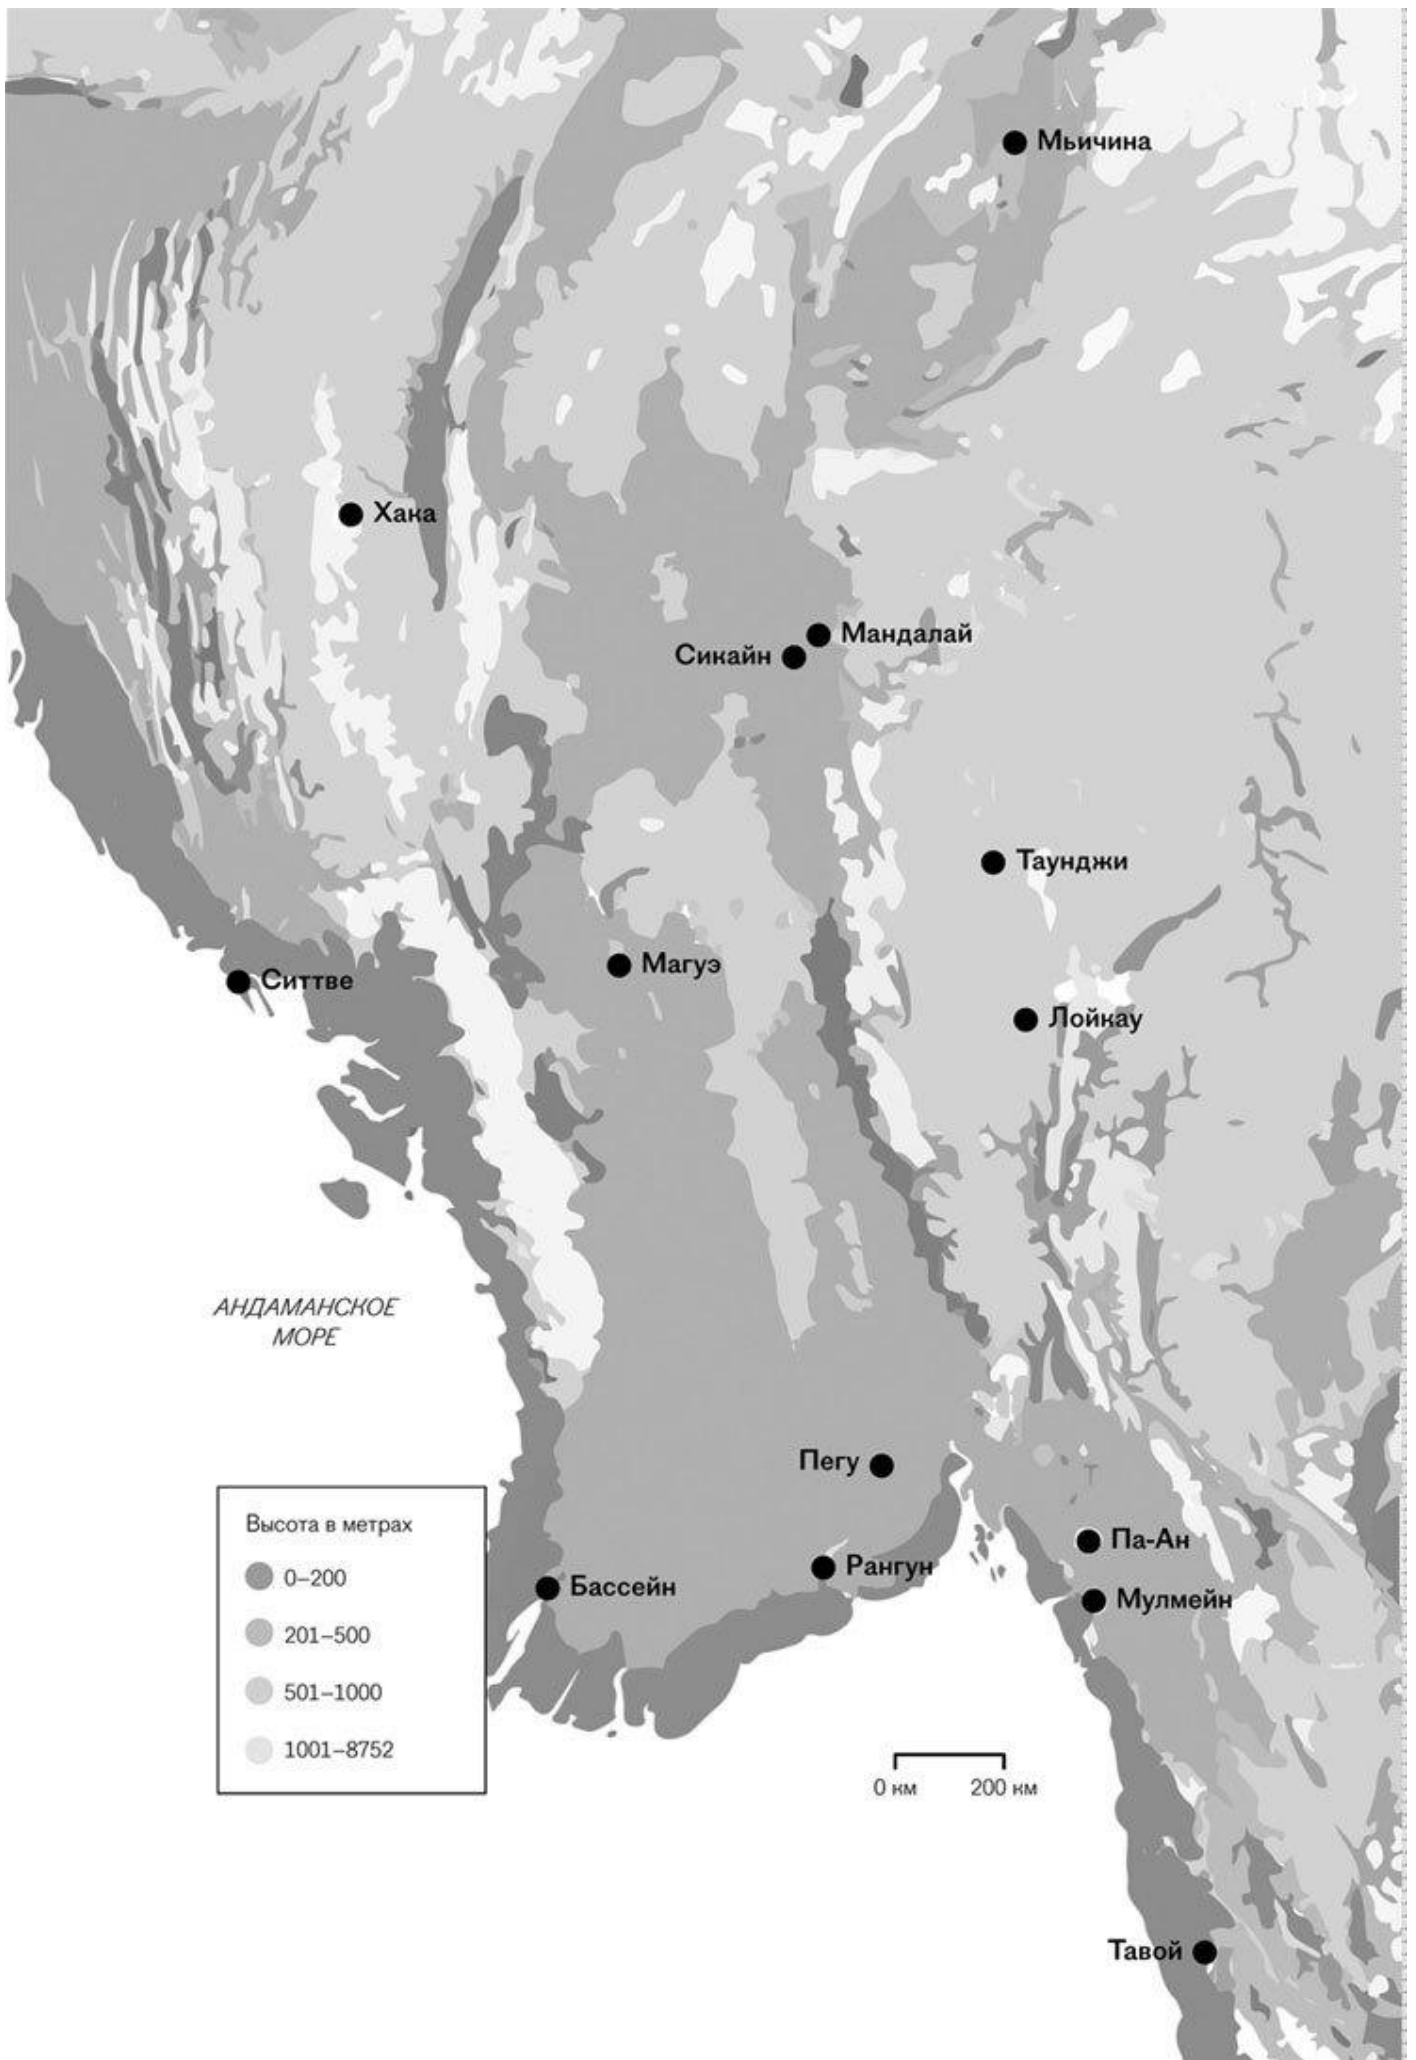 Мьичина
Хака
Мандалай
Сикайн
Таунджи
Магуэ
Ситтве
Лойкау
АНДАМАНСКОЕ
МОРЕ
Пегу
Высота в метрах
0–200
201–500
501–1000
1001–8752
Па-Ан
Рангун
Бассейн
Мулмейн
0 км
200 км
Тавой